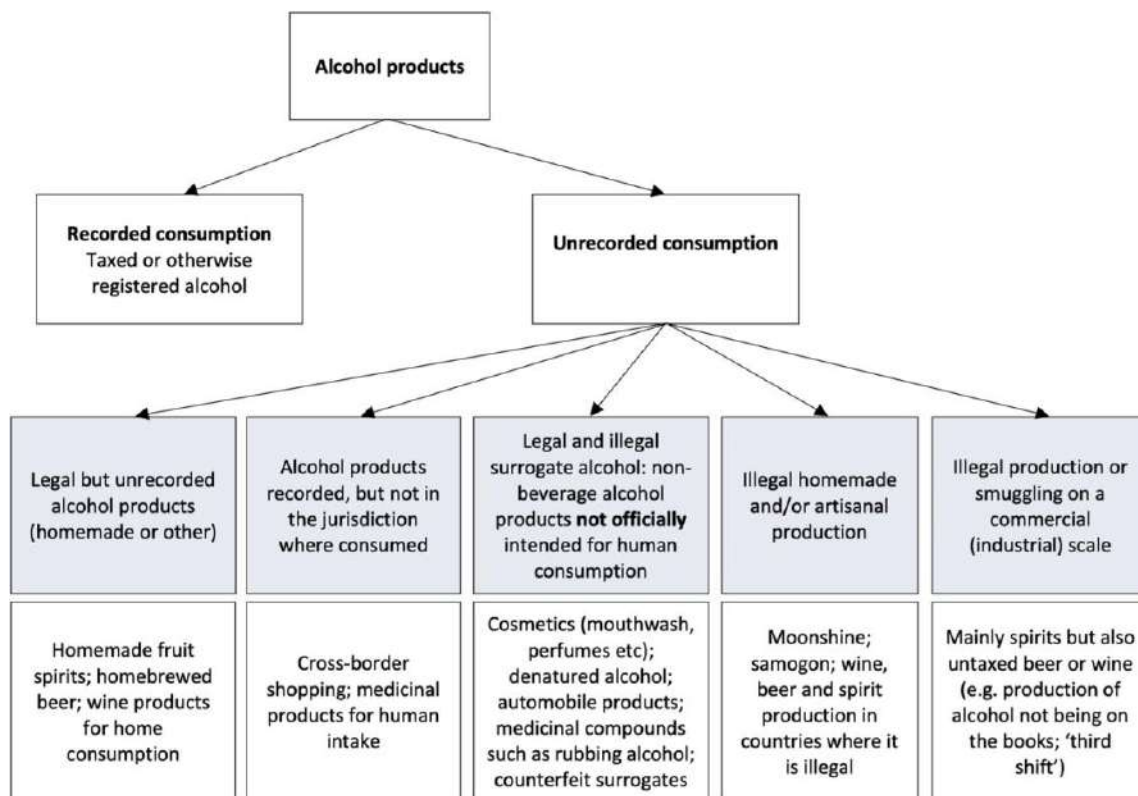 Alcohol products
Recorded consumption
Taxed or otherwise
registered alcohol
Unrecorded consumption
Legal but unrecorded
alcohol products
(homemade or other)
Alcohol products
recorded, but not in
the jurisdiction
where consumed
Legal and illegal
surrogate alcohol: non-
beverage alcohol
products not officially
intended for human
consumption
Illegal homemade
and/or artisanal
production
Illegal production or
smuggling on a
commercial
(industrial) scale
Homemade fruit
spirits; homebrewed
beer; wine products
for home
consumption
Cross-border
shopping; medicinal
products for human
intake
Cosmetics (mouthwash,
perfumes etc);
denatured alcohol;
automobile products;
medicinal compounds
such as rubbing alcohol;
counterfeit surrogates
Moonshine;
samogon; wine,
beer and spirit
production in
countries where it
is illegal
Mainly spirits but also
untaxed beer or wine
(e.g. production of
alcohol not being on
the books; ‘third
shift’)